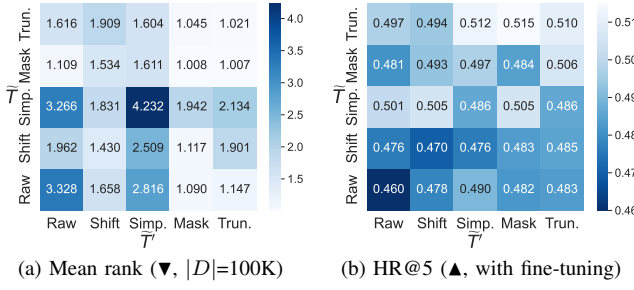 Trun. 1.616 1.909 1.604 1.045 1.021
Mask 1.109 1.534 1.611 1.008 1.007
Simp. 3.266 1.831 4.232 1.942 2.134
Shift 1.962 1.430 2.509 1.117 1.901
Raw 3.328 1.658 2.816 1.090 1.147
Raw Shift Simp. Mask Trun.
T̃
T̃′
4.0
3.5
3.0
2.5
2.0
1.5
(a) Mean rank (▼, |D|=100K)
Trun. 0.497 0.494 0.512 0.515 0.510
Mask 0.481 0.493 0.497 0.484 0.506
Simp. 0.501 0.505 0.486 0.505 0.486
Shift 0.476 0.470 0.476 0.483 0.485
Raw 0.460 0.478 0.490 0.482 0.483
Raw Shift Simp. Mask Trun.
T̃
T̃′
0.51
0.50
0.49
0.48
0.47
0.46
(b) HR@5 (▲, with fine-tuning)